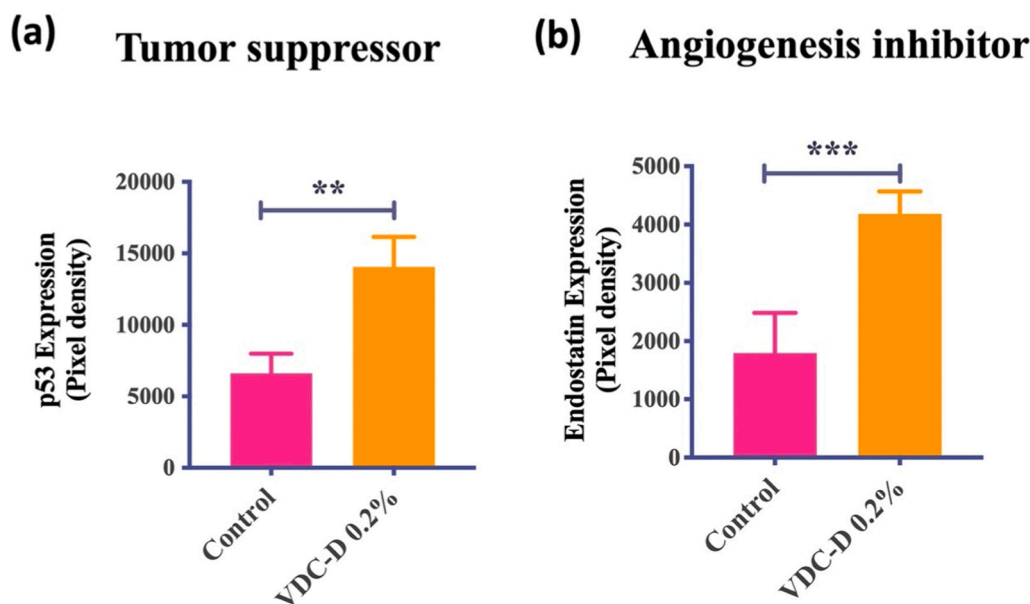 (a)
Tumor suppressor
p53 Expression
(Pixel density)
20000
15000
10000
5000
0
**
Control
VDC-D 0.2%
(b)
Angiogenesis inhibitor
Endostatin Expression
(Pixel density)
5000
4000
3000
2000
1000
0
***
Control
VDC-D 0.2%